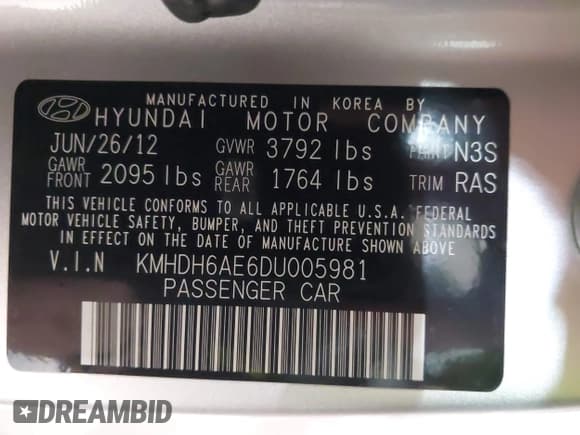 MANUFACTURED IN KOREA BY
HYUNDAI MOTOR COMPANY
JUN/26/12 GVWR 3792 lbs PAINT N3S
GAWR FRONT 2095 lbs GAWR REAR 1764 lbs TRIM RAS
THIS VEHICLE CONFORMS TO ALL APPLICABLE U.S.A. FEDERAL
MOTOR VEHICLE SAFETY, BUMPER, AND THEFT PREVENTION STANDARDS
IN EFFECT ON THE DATE OF MANUFACTURE SHOWN ABOVE.
V.I.N KMHDH6AE6DU005981
PASSENGER CAR
DREAMBID